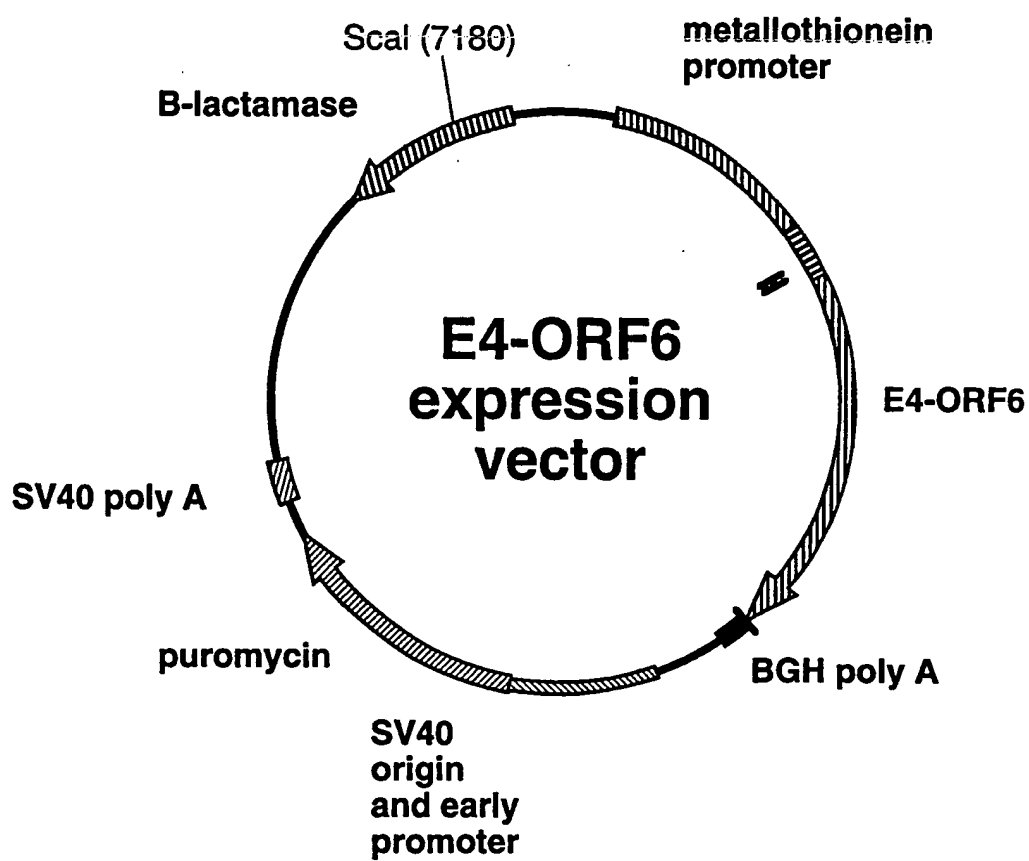 ScaI (7180)
metallothionein
promoter
B-lactamase
E4-ORF6
expression
vector
E4-ORF6
SV40 poly A
puromycin
BGH poly A
SV40
origin
and early
promoter